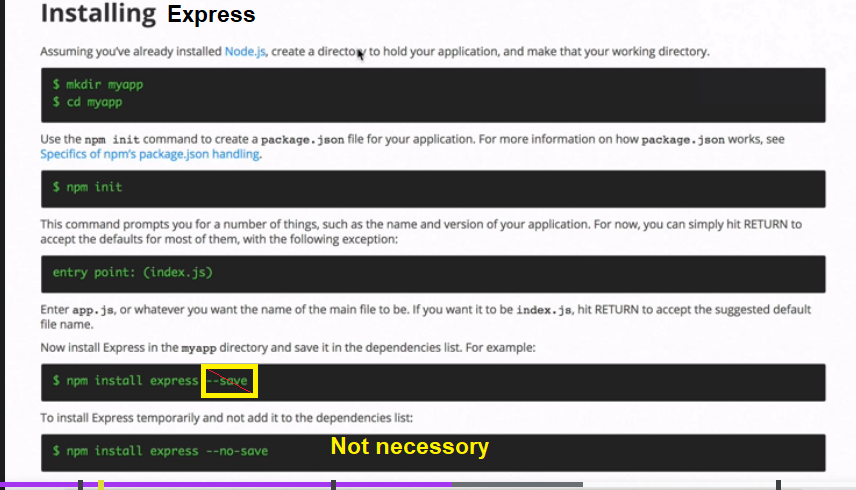 Installing Express
Assuming you've already installed Node.js, create a directory to hold your application, and make that your working directory.
$ mkdir myapp
$ cd myapp
Use the npm init command to create a package.json file for your application. For more information on how package.json works, see
Specifics of npm's package.json handling.
$ npm init
This command prompts you for a number of things, such as the name and version of your application. For now, you can simply hit RETURN to
accept the defaults for most of them, with the following exception:
entry point: (index.js)
Enter app.js, or whatever you want the name of the main file to be. If you want it to be index.js, hit RETURN to accept the suggested default
file name.
Now install Express in the myapp directory and save it in the dependencies list. For example:
$ npm install express --save
To install Express temporarily and not add it to the dependencies list:
$ npm install express --no-save
Not necessory